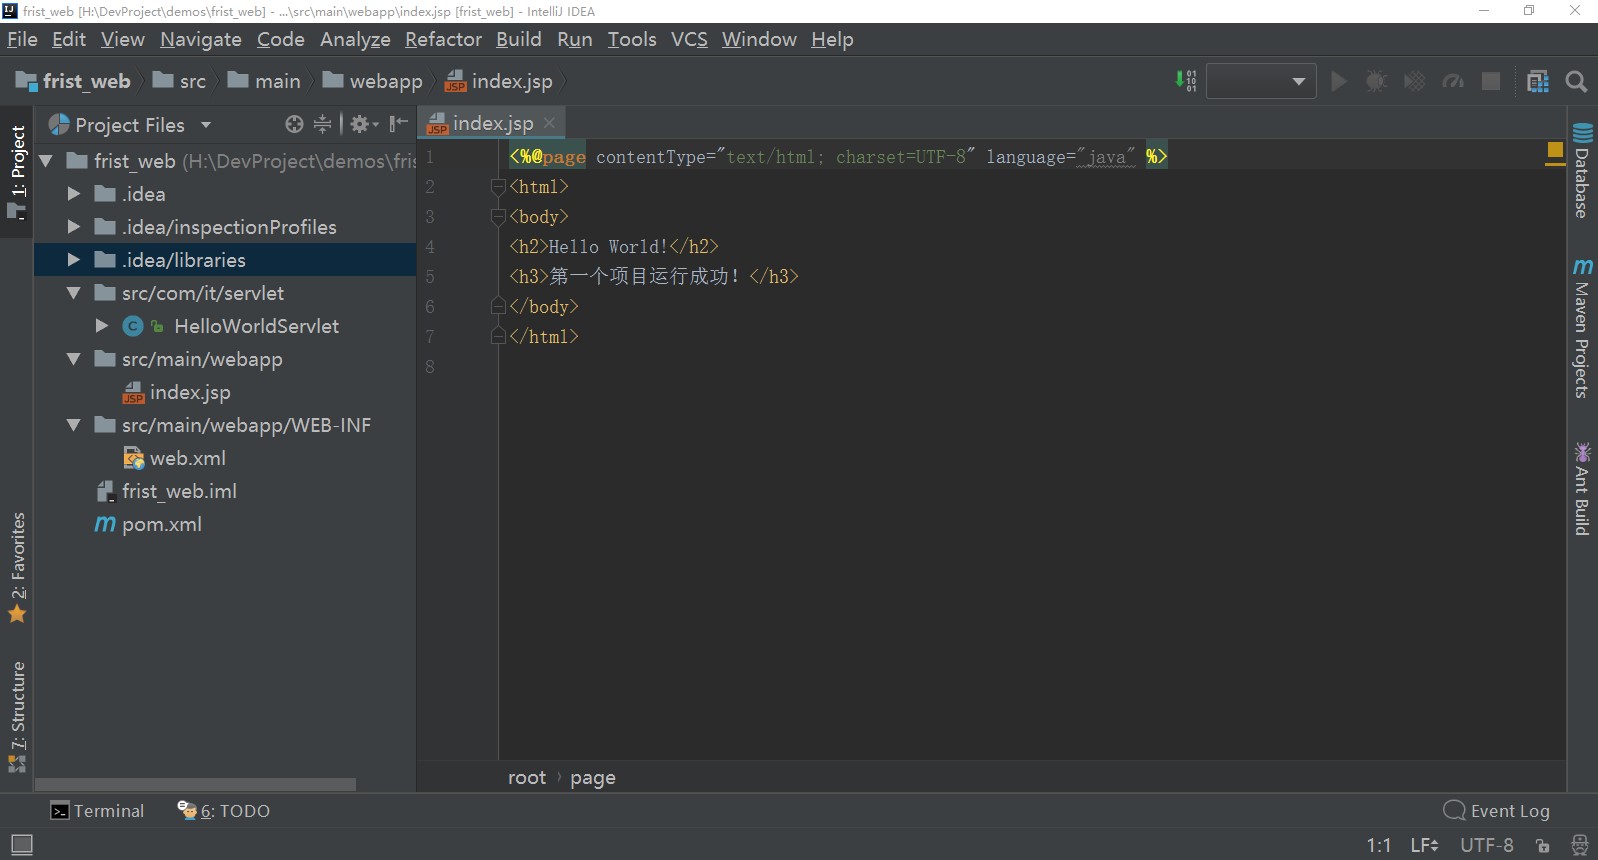 frist_web [H:\DevProject\demos\frist_web] - ...\src\main\webapp\index.jsp [frist_web] - IntelliJ IDEA
File Edit View Navigate Code Analyze Refactor Build Run Tools VCS Window Help
frist_web src main webapp index.jsp
Project Files
index.jsp
1: Project
frist_web (H:\DevProject\demos\fris
.idea
.idea/inspectionProfiles
.idea/libraries
src/com/it/servlet
HelloWorldServlet
src/main/webapp
index.jsp
src/main/webapp/WEB-INF
web.xml
frist_web.iml
pom.xml
2: Favorites
7: Structure
1 <%@page contentType="text/html; charset=UTF-8" language="java" %>
2 <html>
3 <body>
4 <h2>Hello World!</h2>
5 <h3>第一个项目运行成功！</h3>
6 </body>
7 </html>
8
Database
Maven Projects
Ant Build
root › page
Terminal 6: TODO Event Log
1:1 LF UTF-8